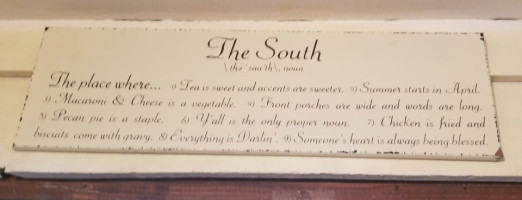 The South
\ the 'sau̇th\, noun
The place where... 1) Tea is sweet and accents are sweeter. 2) Summer starts in April.
3) Macaroni & Cheese is a vegetable. 4) Front porches are wide and words are long.
5) Pecan pie is a staple. 6) Y'all is the only proper noun. 7) Chicken is fried and
biscuits come with gravy. 8) Everything is Darlin'. 9) Someone's heart is always being blessed.